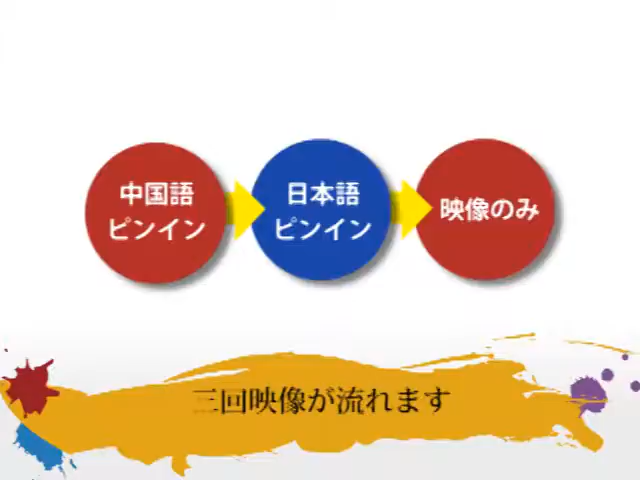 中国語
ピンイン
日本語
ピンイン
映像のみ
三回映像が流れます